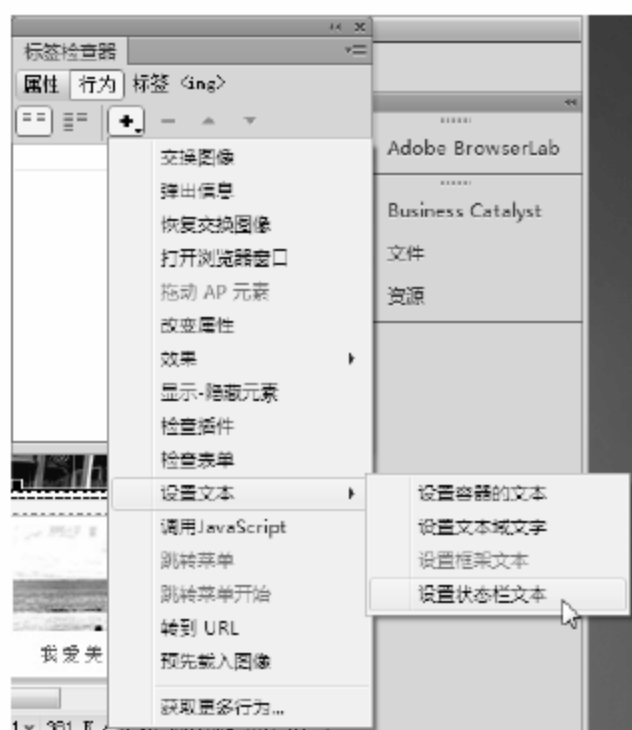 标签检查器
属性 行为 标签 <img>
交换图像
弹出信息
恢复交换图像
打开浏览器窗口
拖动 AP 元素
改变属性
效果
显示-隐藏元素
检查插件
检查表单
设置文本
调用JavaScript
跳转菜单
跳转菜单开始
转到 URL
预先载入图像
获取更多行为...
设置容器的文本
设置文本域文字
设置框架文本
设置状态栏文本
Adobe BrowserLab
Business Catalyst
文件
资源
我爱美